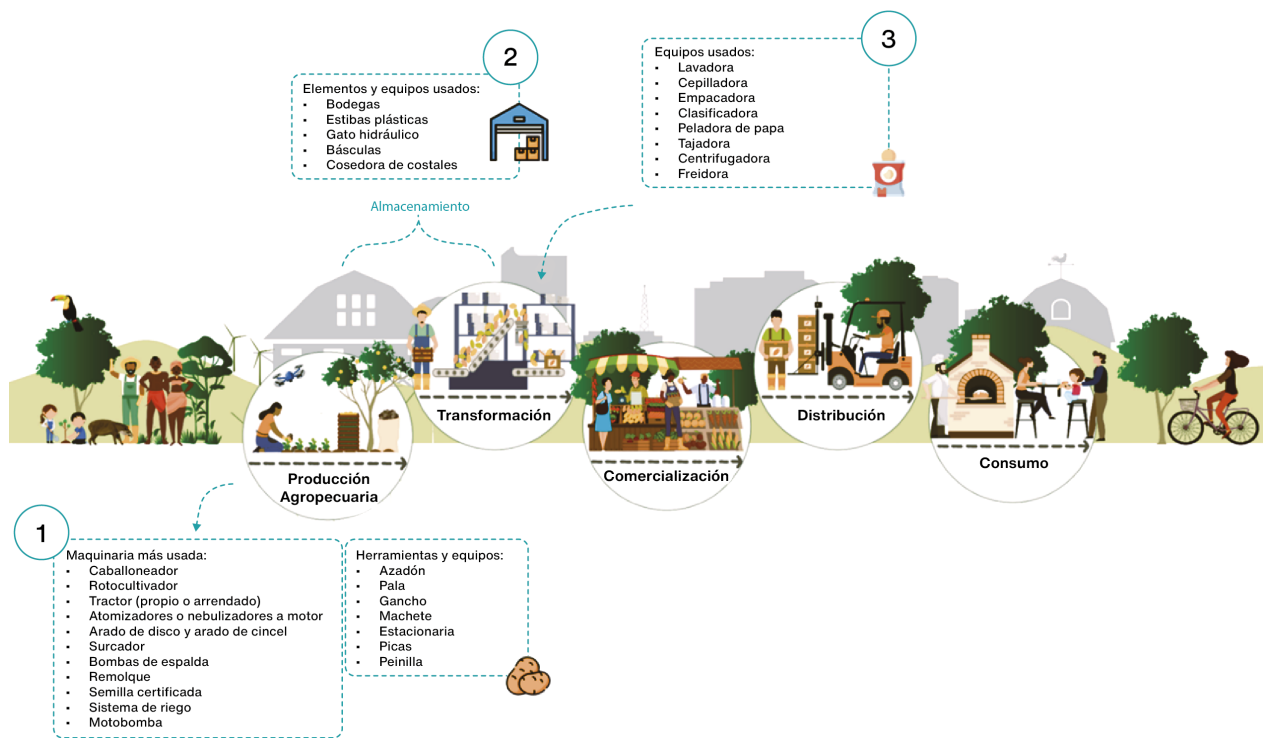 2
Elementos y equipos usados:
▪ Bodegas
▪ Estibas plásticas
▪ Gato hidráulico
▪ Básculas
▪ Cosedora de costales
3
Equipos usados:
▪ Lavadora
▪ Cepilladora
▪ Empacadora
▪ Clasificadora
▪ Peladora de papa
▪ Tajadora
▪ Centrifugadora
▪ Freidora
Almacenamiento
Producción
Agropecuaria
Transformación
Comercialización
Distribución
Consumo
1
Maquinaria más usada:
▪ Caballoneador
▪ Rotocultivador
▪ Tractor (propio o arrendado)
▪ Atomizadores o nebulizadores a motor
▪ Arado de disco y arado de cincel
▪ Surcador
▪ Bombas de espalda
▪ Remolque
▪ Semilla certificada
▪ Sistema de riego
▪ Motobomba
Herramientas y equipos:
▪ Azadón
▪ Pala
▪ Gancho
▪ Machete
▪ Estacionaria
▪ Picas
▪ Peinilla